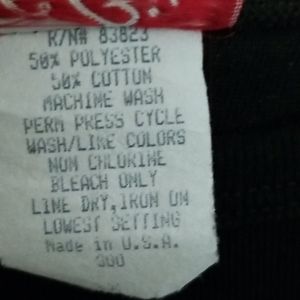 R/N# 83823
50% POLYESTER
50% COTTON
MACHINE WASH
PERM PRESS CYCLE
WASH/LIKE COLORS
NON CHLORINE
BLEACH ONLY
LINE DRY, IRON ON
LOWEST SETTING
Made in U.S.A.
300